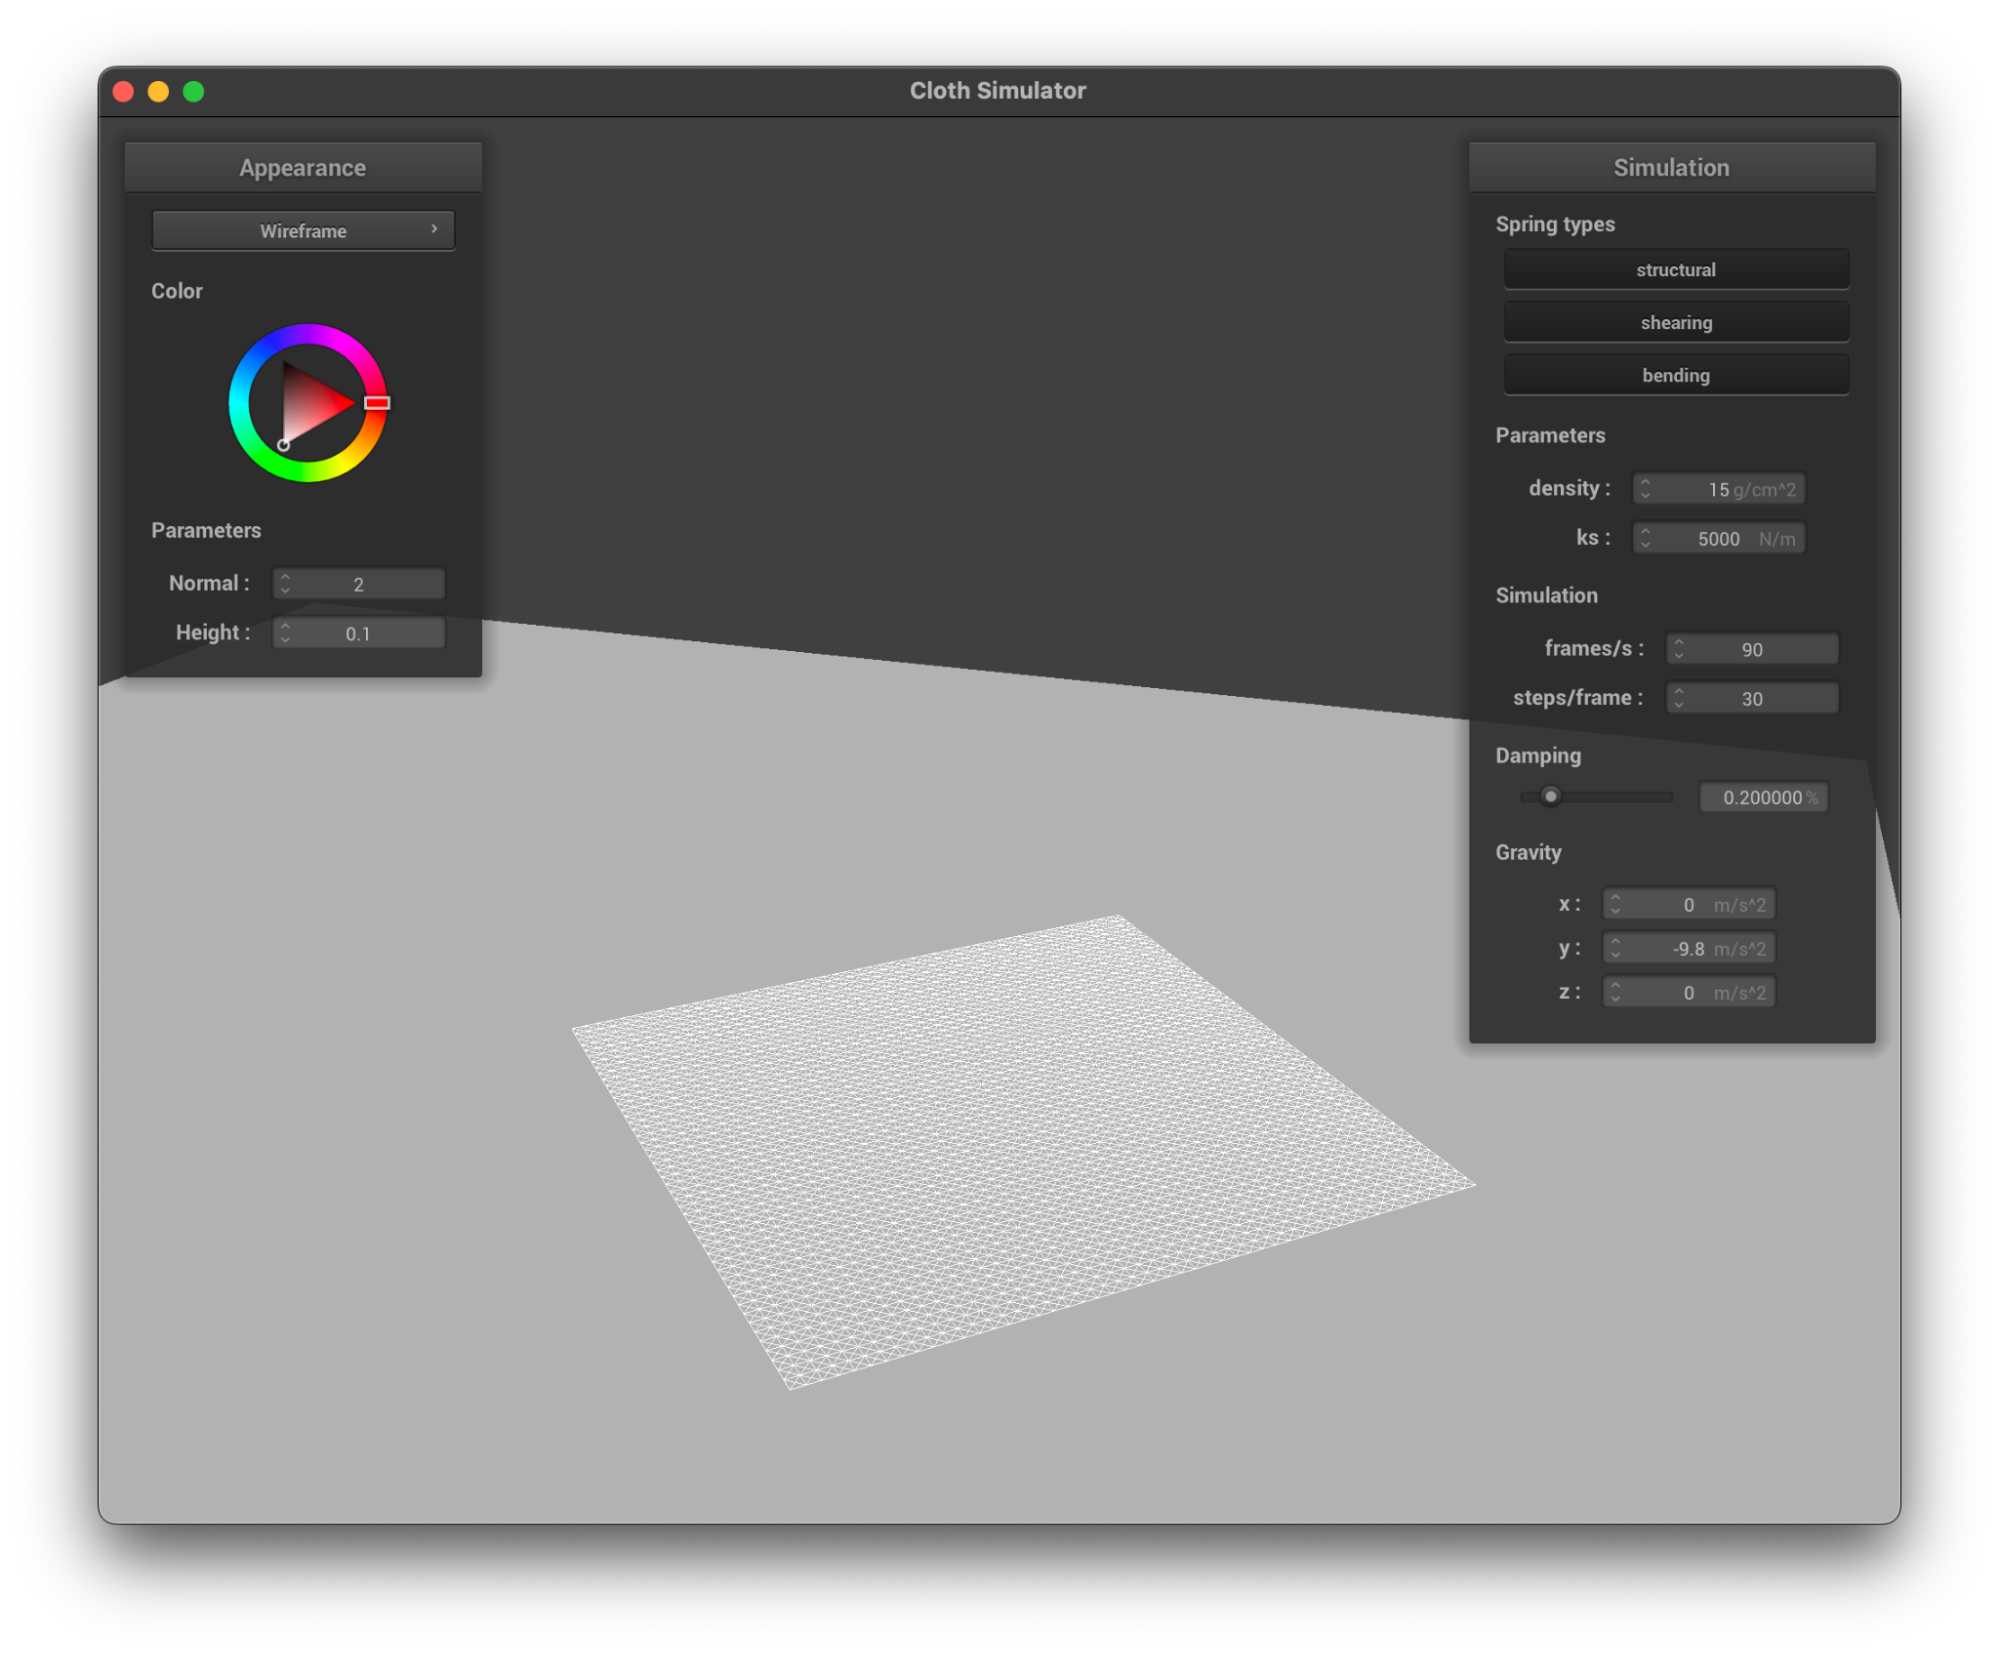 Cloth Simulator
Appearance
Wireframe
Color
Parameters
Normal : 2
Height : 0.1
Simulation
Spring types
structural
shearing
bending
Parameters
density : 15 g/cm^2
ks : 5000 N/m
Simulation
frames/s : 90
steps/frame : 30
Damping
0.200000 %
Gravity
x : 0 m/s^2
y : -9.8 m/s^2
z : 0 m/s^2